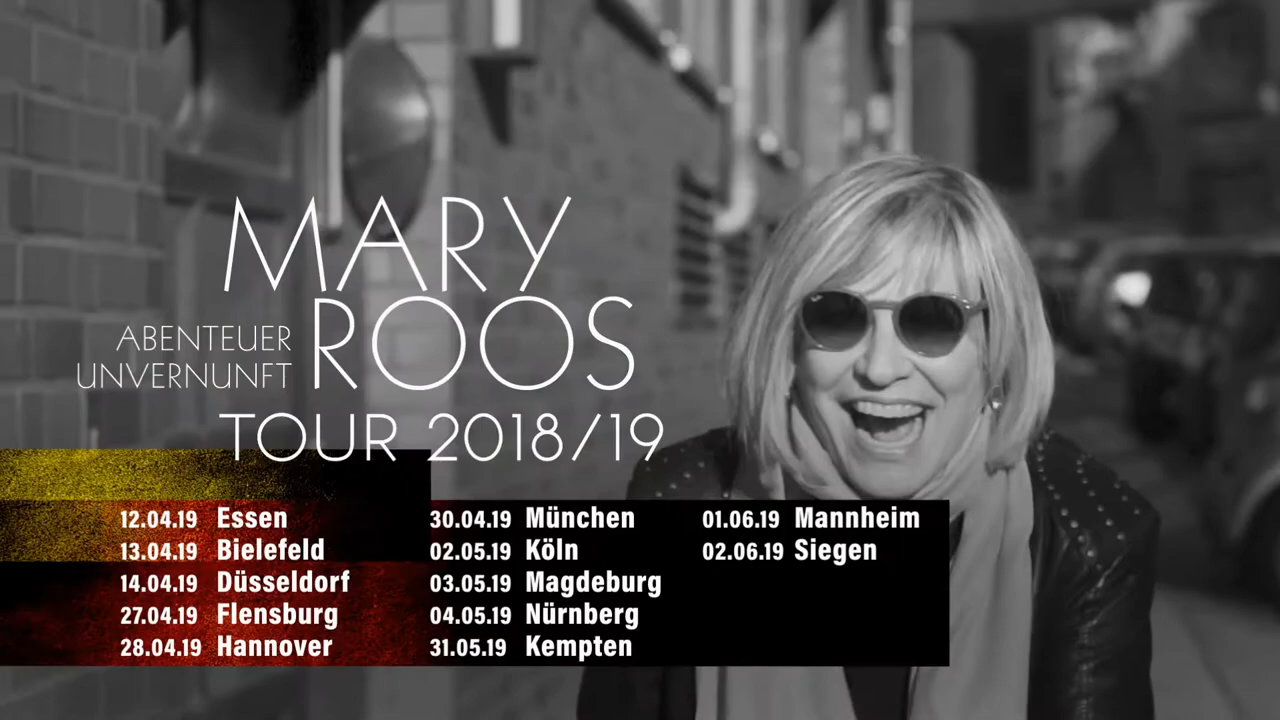 MARY
ROOS
ABENTEUER
UNVERNUNFT
TOUR 2018/19
12.04.19 Essen
13.04.19 Bielefeld
14.04.19 Düsseldorf
27.04.19 Flensburg
28.04.19 Hannover
30.04.19 München
02.05.19 Köln
03.05.19 Magdeburg
04.05.19 Nürnberg
31.05.19 Kempten
01.06.19 Mannheim
02.06.19 Siegen